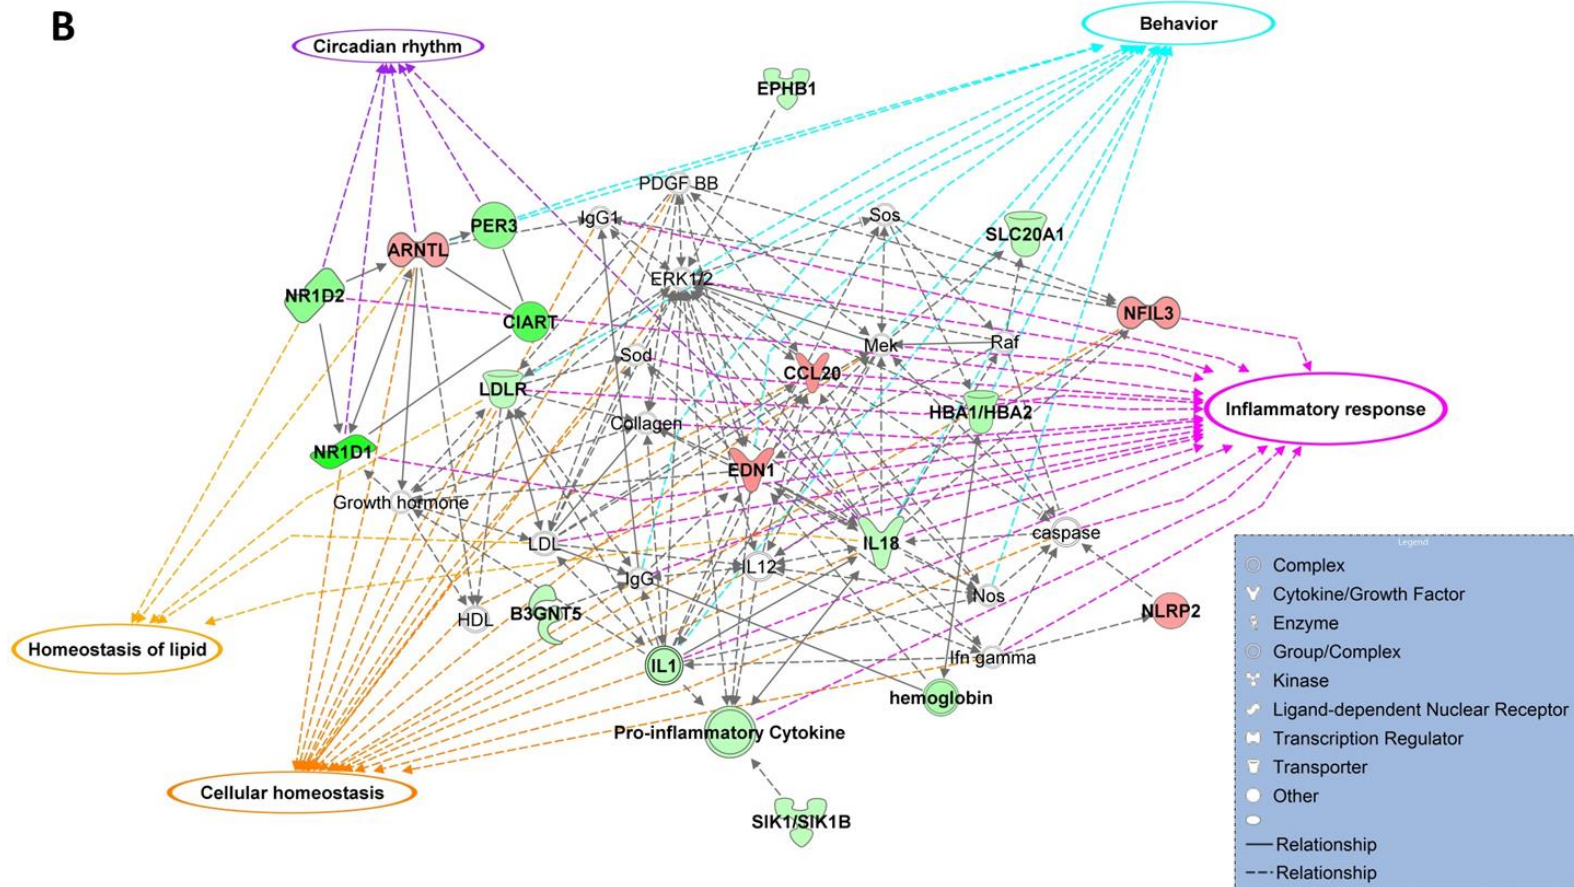 B
Circadian rhythm
Behavior
EPHB1
PDGF BB
IgG1
Sos
PER3
SLC20A1
ARNTL
ERK1/2
NR1D2
NFIL3
CIART
Mek
Raf
Sod
CCL20
LDLR
HBA1/HBA2
Inflammatory response
Collagen
NR1D1
EDN1
Growth hormone
LDL
IL18
caspase
IgG
IL12
Nos
HDL
B3GNT5
NLRP2
Homeostasis of lipid
IL1
Ifn gamma
hemoglobin
Pro-inflammatory Cytokine
Cellular homeostasis
SIK1/SIK1B
Legend
Complex
Cytokine/Growth Factor
Enzyme
Group/Complex
Kinase
Ligand-dependent Nuclear Receptor
Transcription Regulator
Transporter
Other
Relationship
Relationship